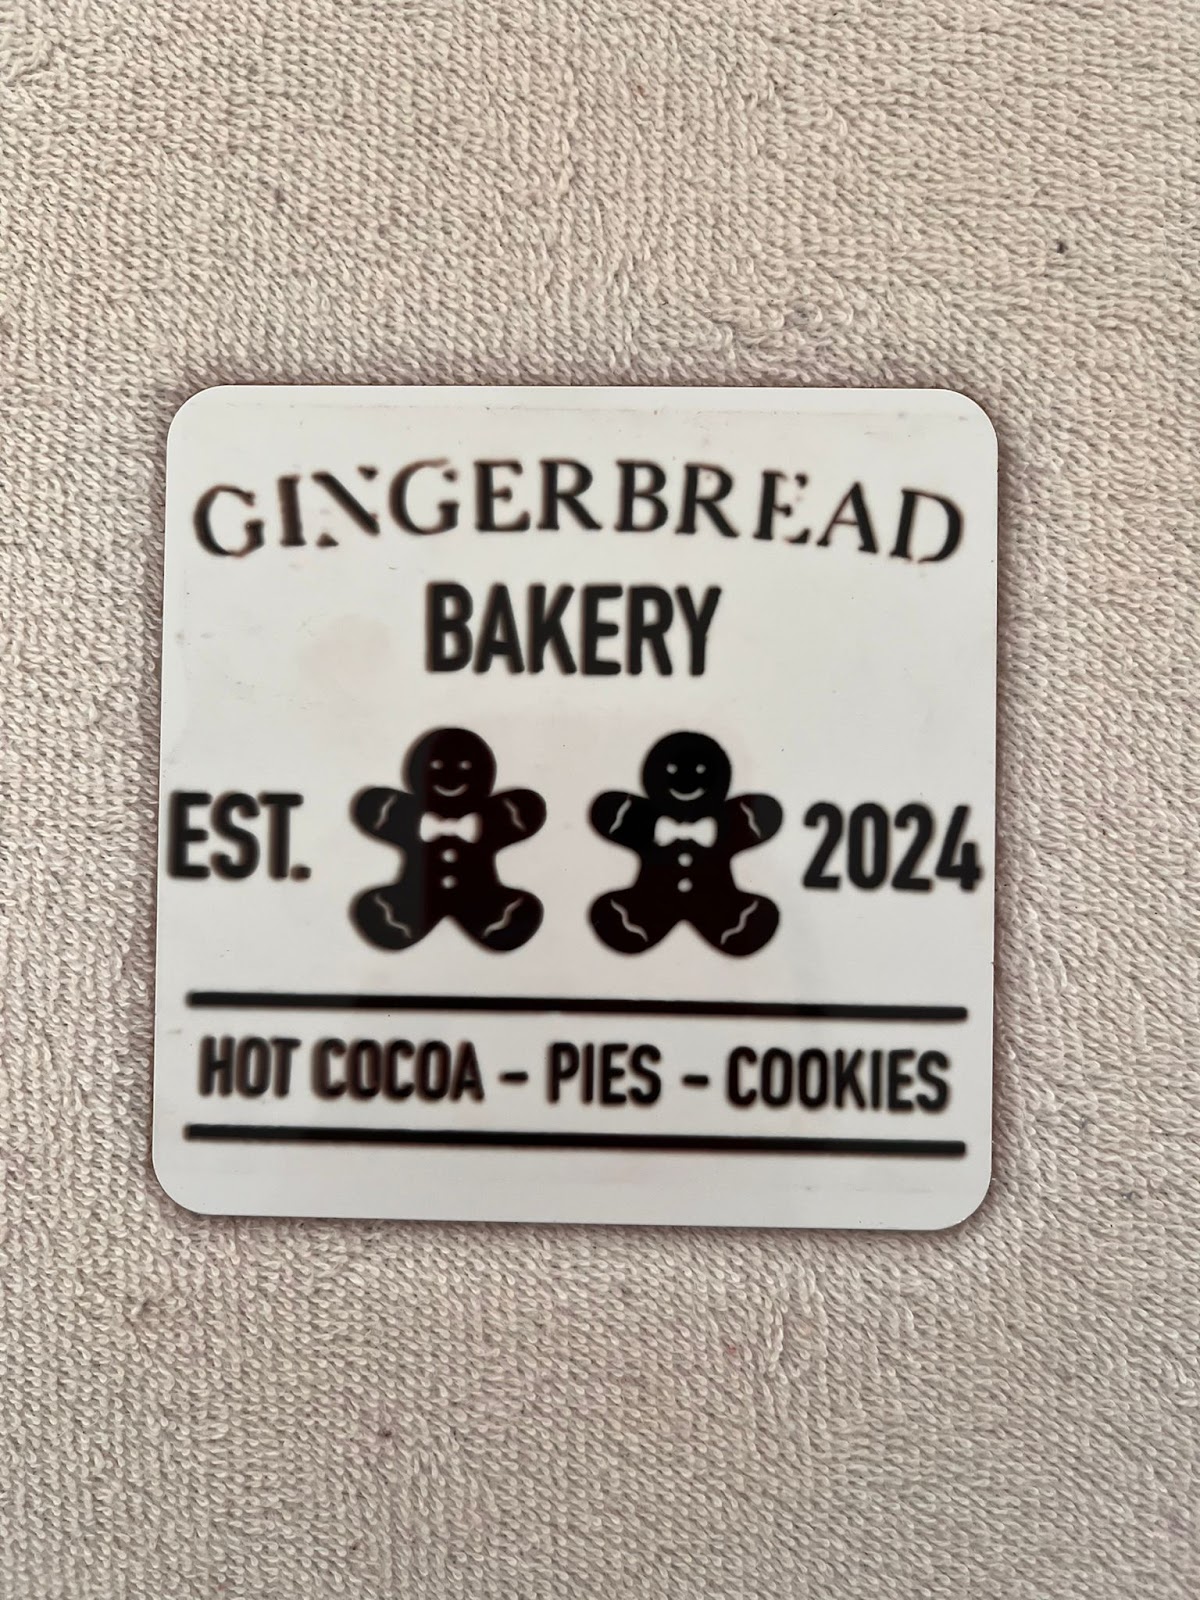 GINGERBREAD
BAKERY
EST. 2024
HOT COCOA - PIES - COOKIES